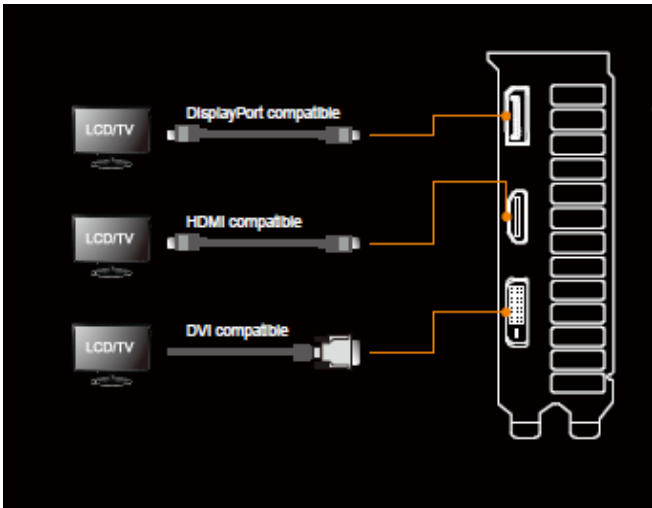 DisplayPort compatible
LCD/TV
HDMI compatible
LCD/TV
DVI compatible
LCD/TV